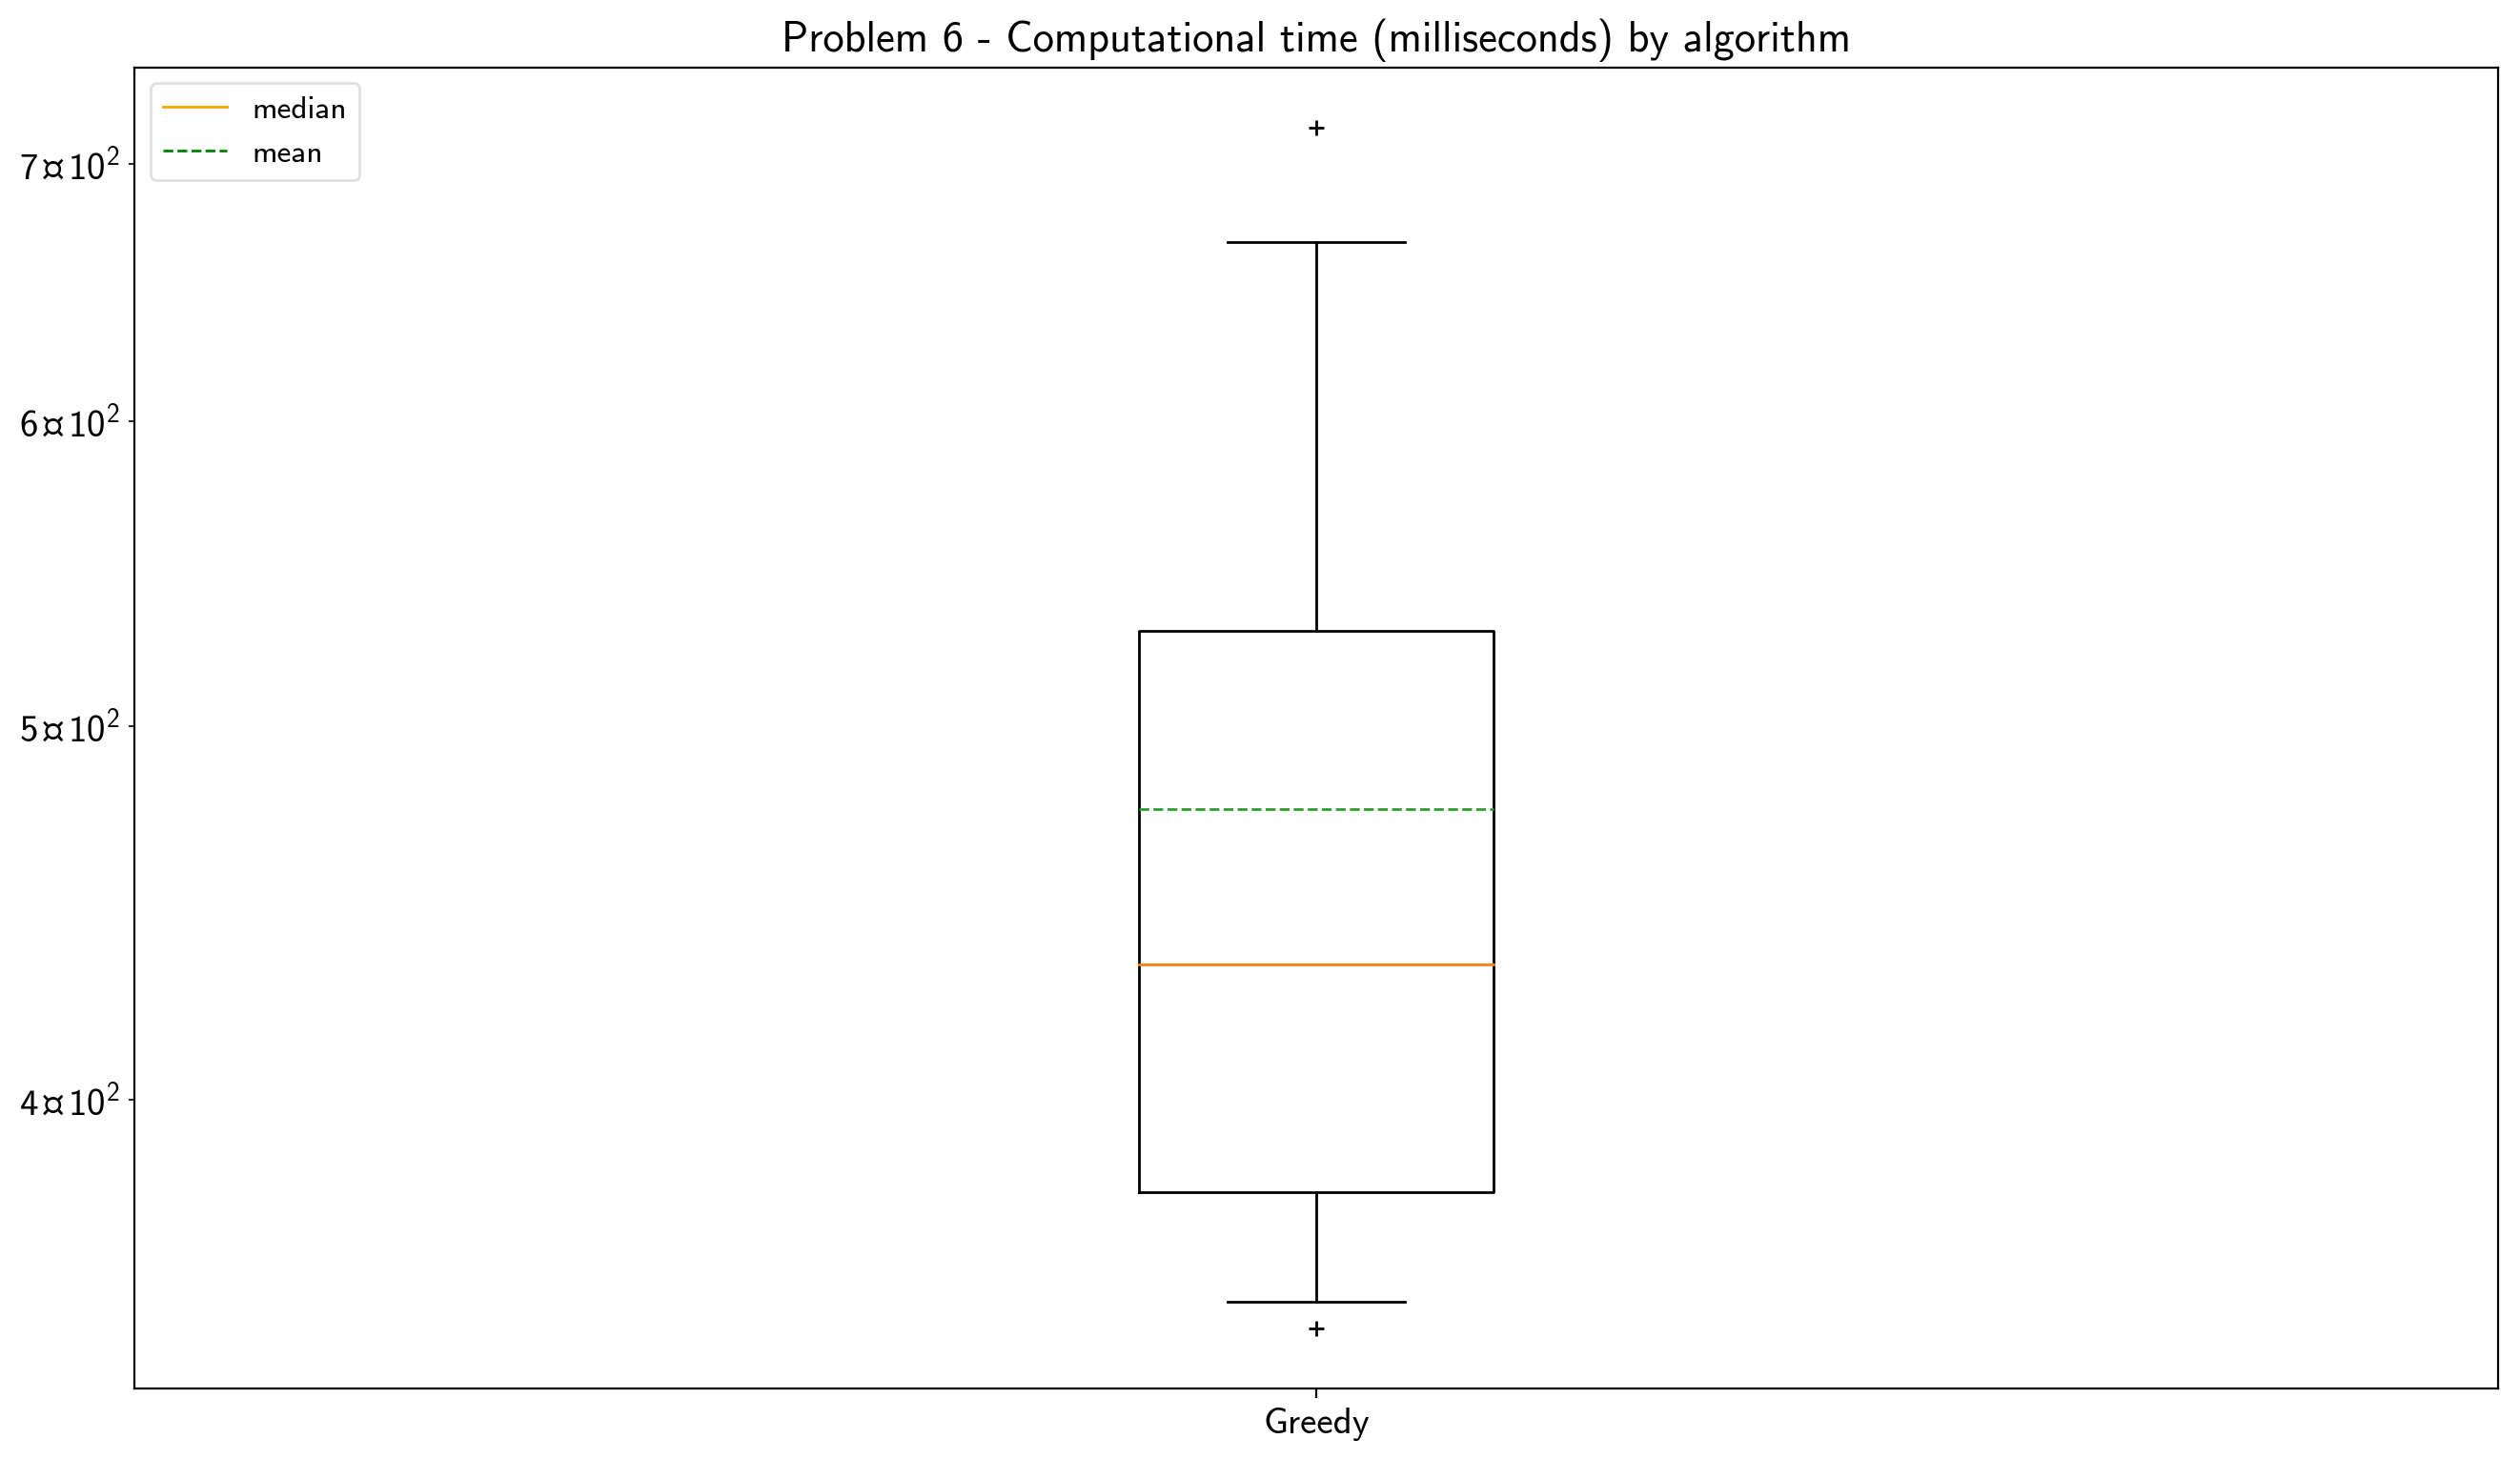 Problem 6 - Computational time (milliseconds) by algorithm
median
mean
7¤10²
6¤10²
5¤10²
4¤10²
Greedy